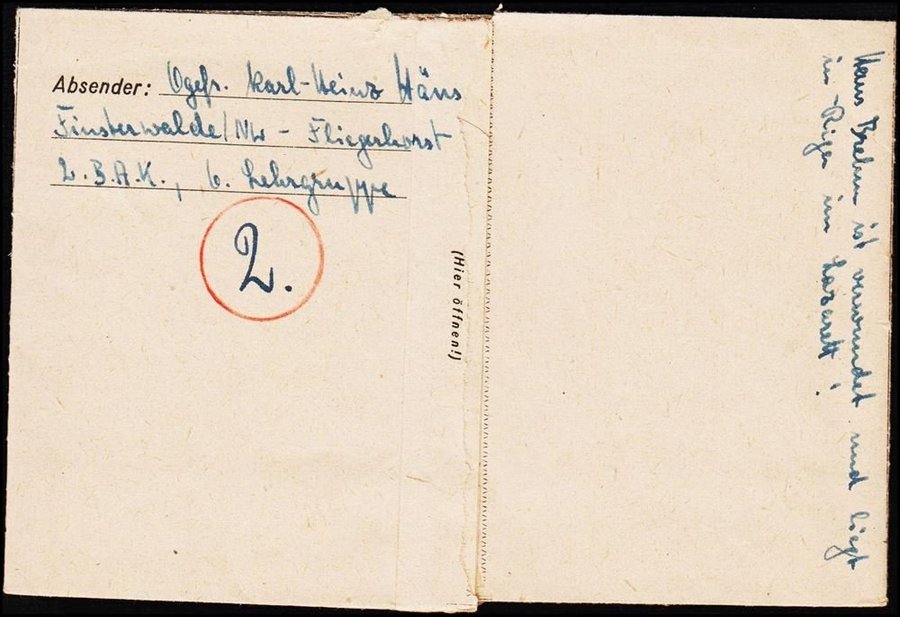 Absender: Ogefr. Karl-Heinz Häns
Finsterwalde/NL - Fliegerhorst
2. B.A.K., 6. Lehrgruppe
2.
(Hier öffnen!)
Hans Brehm ist verwundet und liegt
in Riga im Lazarett!